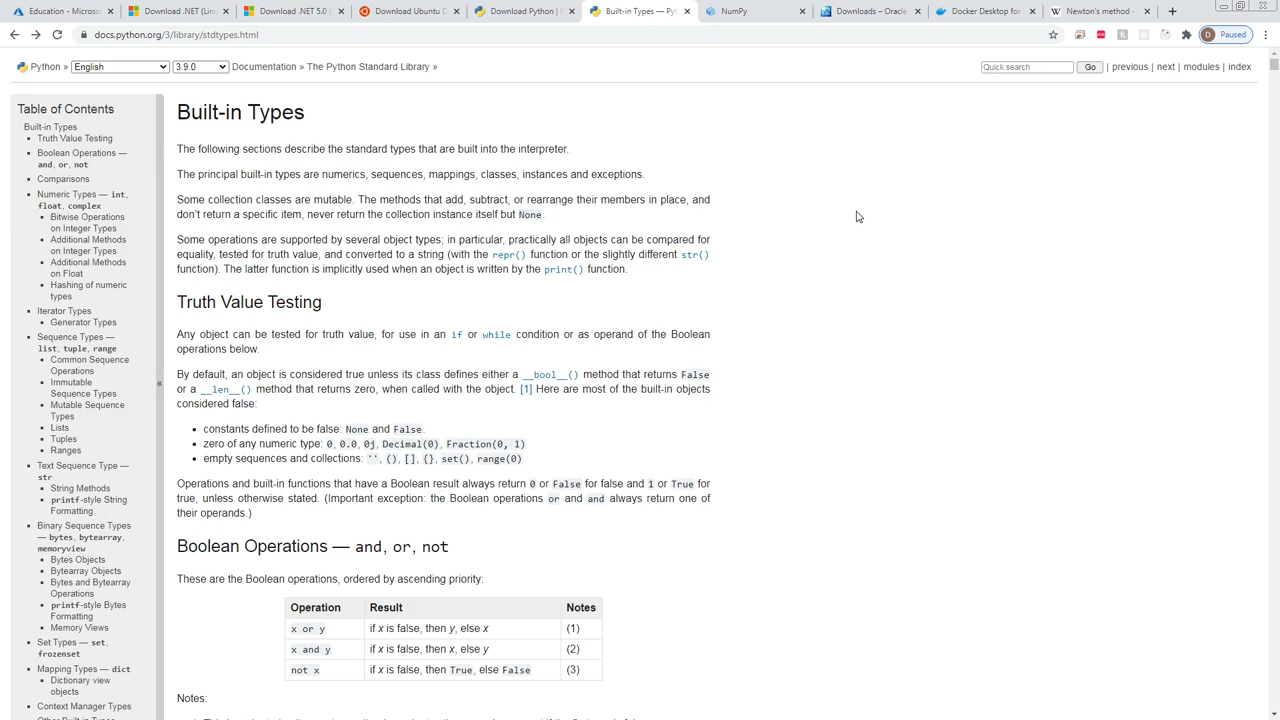 Education - Microsof
Download .NET (Linu
Download .NET 5.0 (
Download Ubuntu D
Download Python | P
Built-in Types — Pyt
NumPy
Downloads – Oracle
Docker Desktop for
Newton's method -
docs.python.org/3/library/stdtypes.html
D Paused
Python » English 3.9.0 Documentation » The Python Standard Library »
Quick search Go | previous | next | modules | index
Table of Contents
Built-in Types
Truth Value Testing
Boolean Operations —
and, or, not
Comparisons
Numeric Types — int,
float, complex
Bitwise Operations
on Integer Types
Additional Methods
on Integer Types
Additional Methods
on Float
Hashing of numeric
types
Iterator Types
Generator Types
Sequence Types —
list, tuple, range
Common Sequence
Operations
Immutable
Sequence Types
Mutable Sequence
Types
Lists
Tuples
Ranges
Text Sequence Type —
str
String Methods
printf-style String
Formatting
Binary Sequence Types
— bytes, bytearray,
memoryview
Bytes Objects
Bytearray Objects
Bytes and Bytearray
Operations
printf-style Bytes
Formatting
Memory Views
Set Types — set,
frozenset
Mapping Types — dict
Dictionary view
objects
Context Manager Types
«
Built-in Types
The following sections describe the standard types that are built into the interpreter.
The principal built-in types are numerics, sequences, mappings, classes, instances and exceptions.
Some collection classes are mutable. The methods that add, subtract, or rearrange their members in place, and
don't return a specific item, never return the collection instance itself but None.
Some operations are supported by several object types; in particular, practically all objects can be compared for
equality, tested for truth value, and converted to a string (with the repr() function or the slightly different str()
function). The latter function is implicitly used when an object is written by the print() function.
Truth Value Testing
Any object can be tested for truth value, for use in an if or while condition or as operand of the Boolean
operations below.
By default, an object is considered true unless its class defines either a __bool__() method that returns False
or a __len__() method that returns zero, when called with the object. [1] Here are most of the built-in objects
considered false:
• constants defined to be false: None and False.
• zero of any numeric type: 0, 0.0, 0j, Decimal(0), Fraction(0, 1)
• empty sequences and collections: '', (), [], {}, set(), range(0)
Operations and built-in functions that have a Boolean result always return 0 or False for false and 1 or True for
true, unless otherwise stated. (Important exception: the Boolean operations or and and always return one of
their operands.)
Boolean Operations — and, or, not
These are the Boolean operations, ordered by ascending priority:
Operation Result Notes
x or y if x is false, then y, else x (1)
x and y if x is false, then x, else y (2)
not x if x is false, then True, else False (3)
Notes: